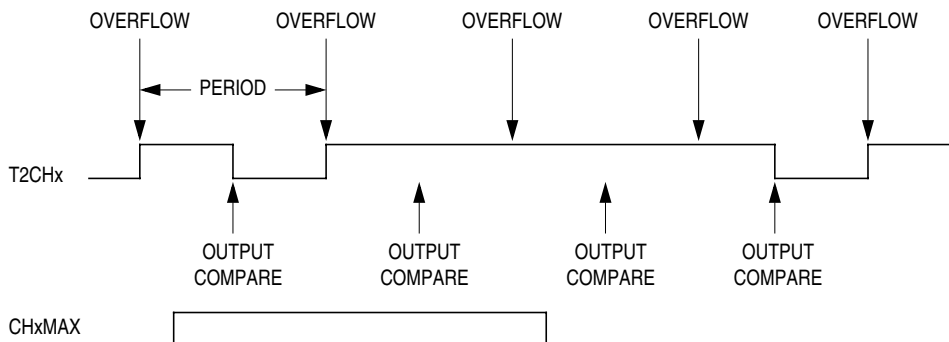 OVERFLOW OVERFLOW OVERFLOW OVERFLOW OVERFLOW
PERIOD
T2CHx
OUTPUT COMPARE
OUTPUT COMPARE
OUTPUT COMPARE
OUTPUT COMPARE
CHxMAX